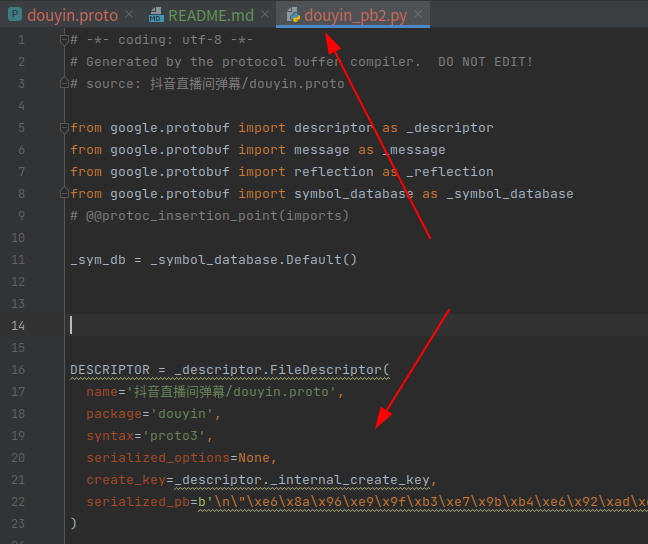 douyin.proto README.md douyin_pb2.py
1 # -*- coding: utf-8 -*-
2 # Generated by the protocol buffer compiler.  DO NOT EDIT!
3 # source: 抖音直播间弹幕/douyin.proto
4
5 from google.protobuf import descriptor as _descriptor
6 from google.protobuf import message as _message
7 from google.protobuf import reflection as _reflection
8 from google.protobuf import symbol_database as _symbol_database
9 # @@protoc_insertion_point(imports)
10
11 _sym_db = _symbol_database.Default()
12
13
14
15
16 DESCRIPTOR = _descriptor.FileDescriptor(
17   name='抖音直播间弹幕/douyin.proto',
18   package='douyin',
19   syntax='proto3',
20   serialized_options=None,
21   create_key=_descriptor._internal_create_key,
22   serialized_pb=b'\n\"\xe6\x8a\x96\xe9\x9f\xb3\xe7\x9b\xb4\xe6\x92\xad\x
23 )